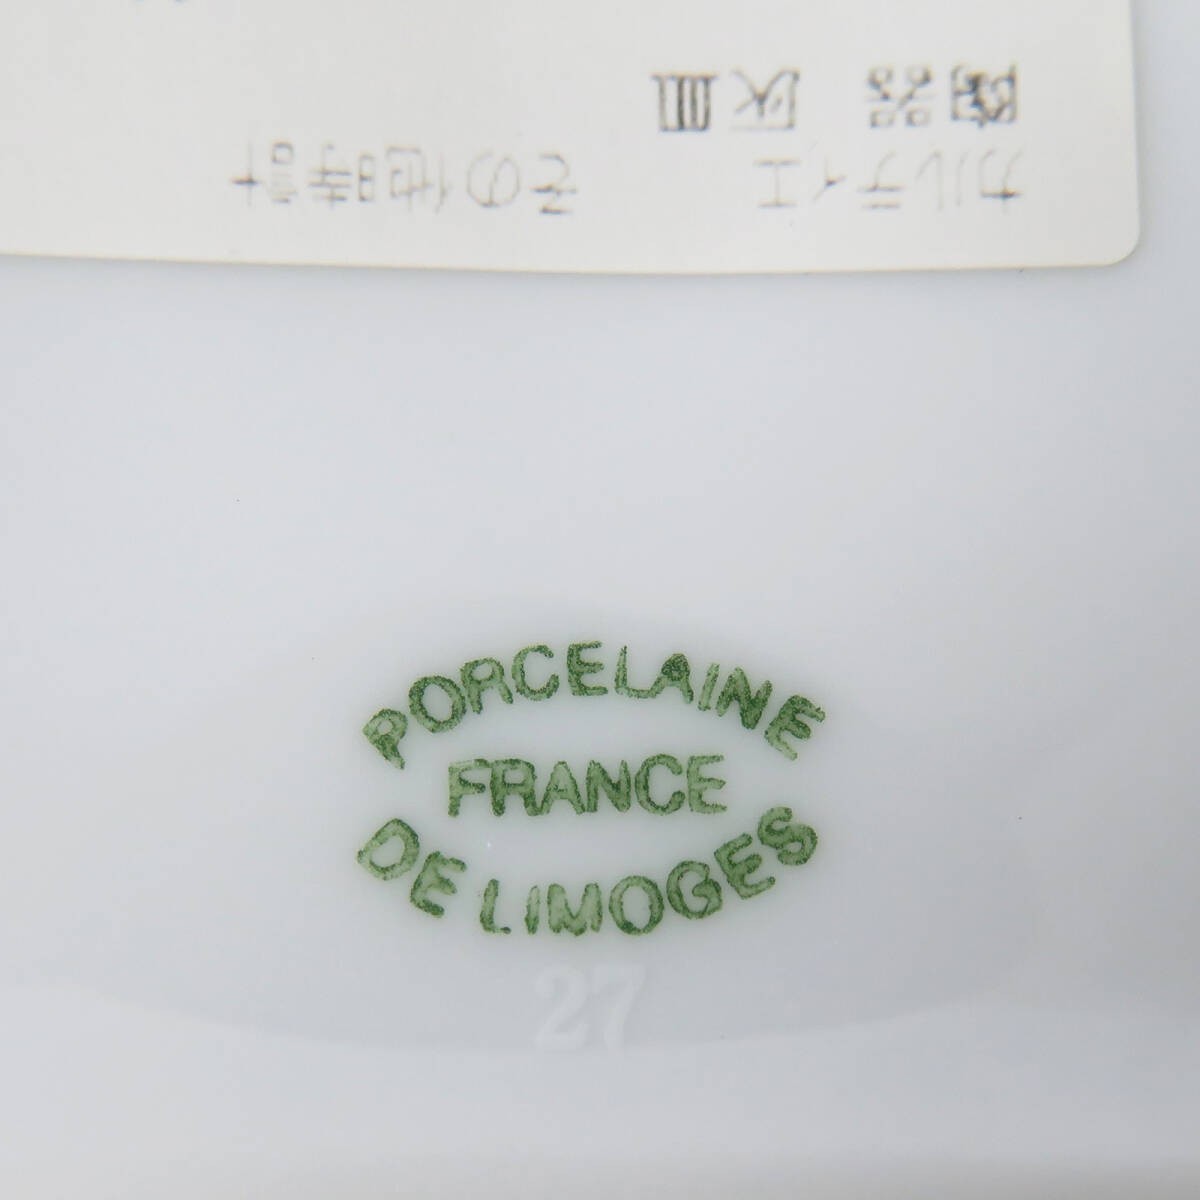 カルティエ その他時計
陶器 灰皿
PORCELAINE
FRANCE
DE LIMOGES
27